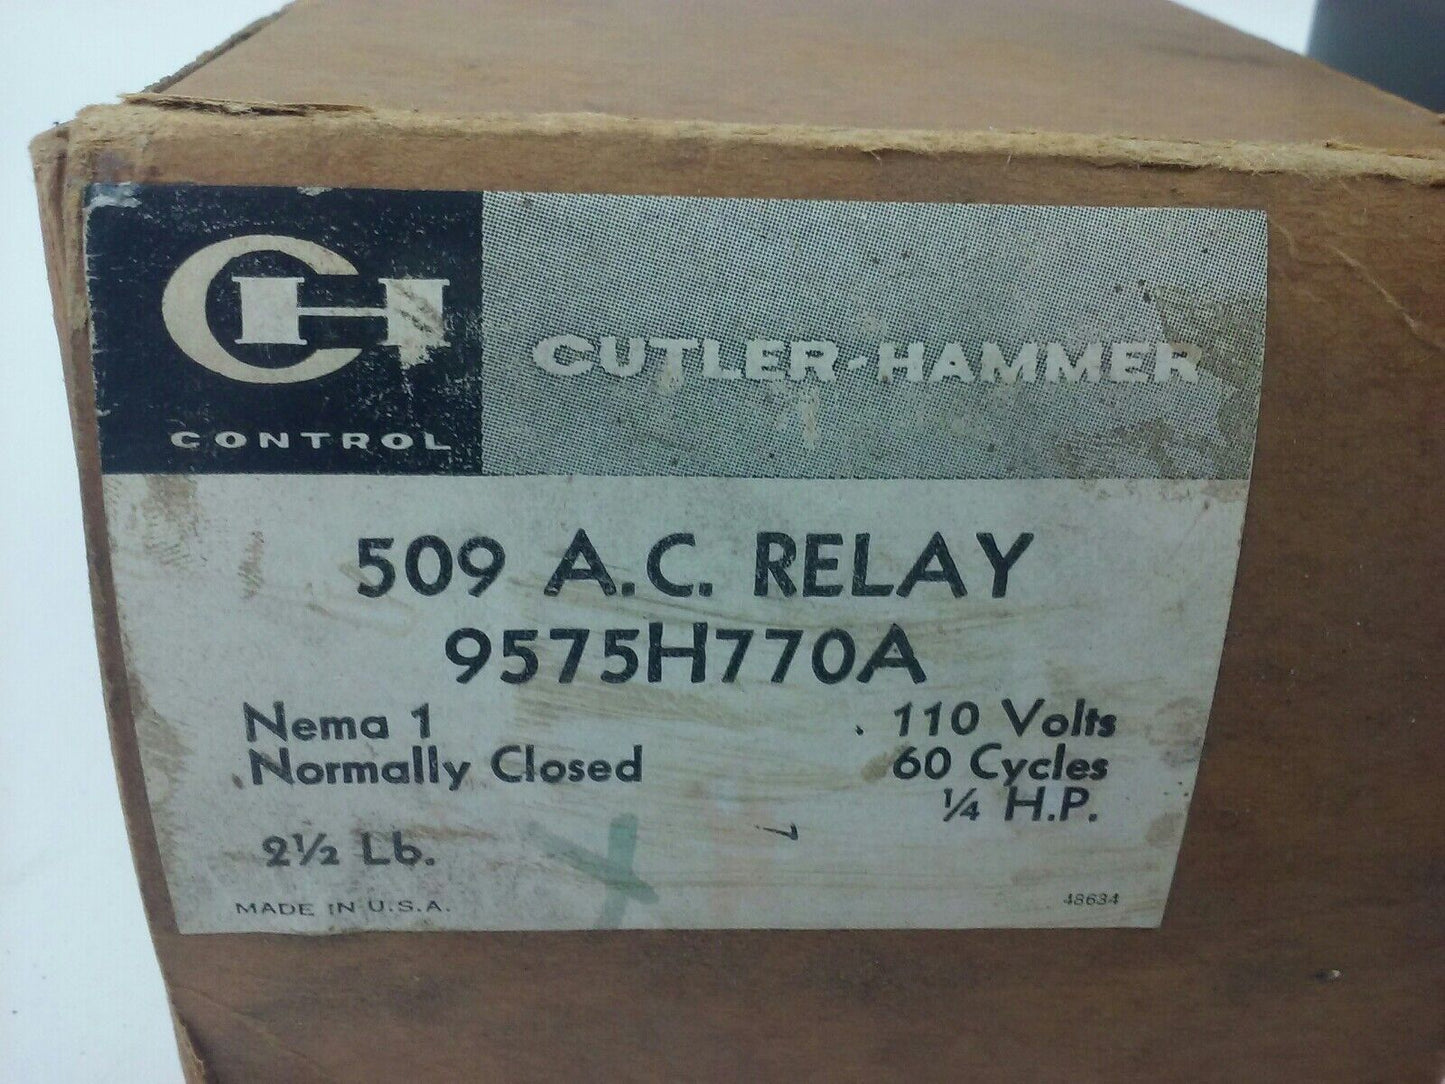 CH
CONTROL
CUTLER-HAMMER
509 A.C. RELAY
9575H770A
Nema 1
110 Volts
Normally Closed
60 Cycles
1/4 H.P.
2½ Lb.
MADE IN U.S.A.
48634